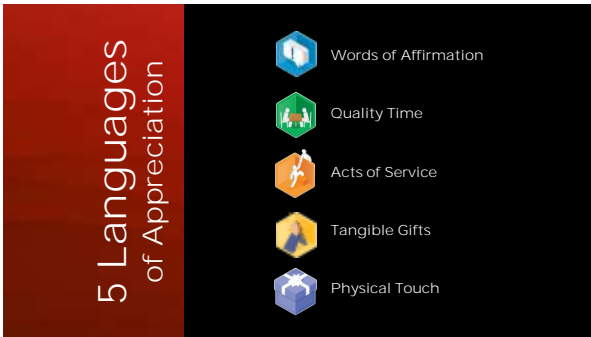 5 Languages
of Appreciation
Words of Affirmation
Quality Time
Acts of Service
Tangible Gifts
Physical Touch